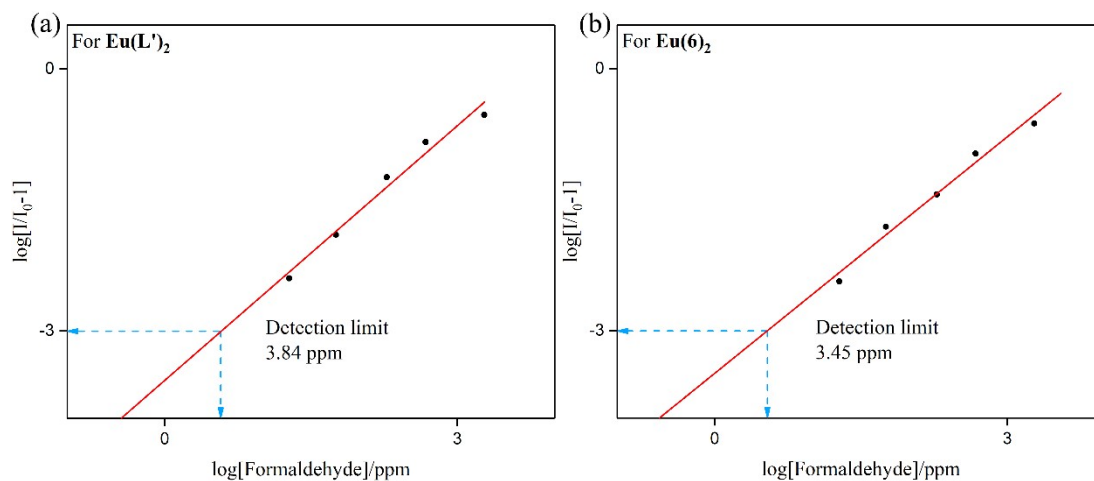 (a)
For Eu(L')₂
0
-3
log[I/I₀-1]
Detection limit
3.84 ppm
0
3
log[Formaldehyde]/ppm
(b)
For Eu(6)₂
0
-3
log[I/I₀-1]
Detection limit
3.45 ppm
0
3
log[Formaldehyde]/ppm